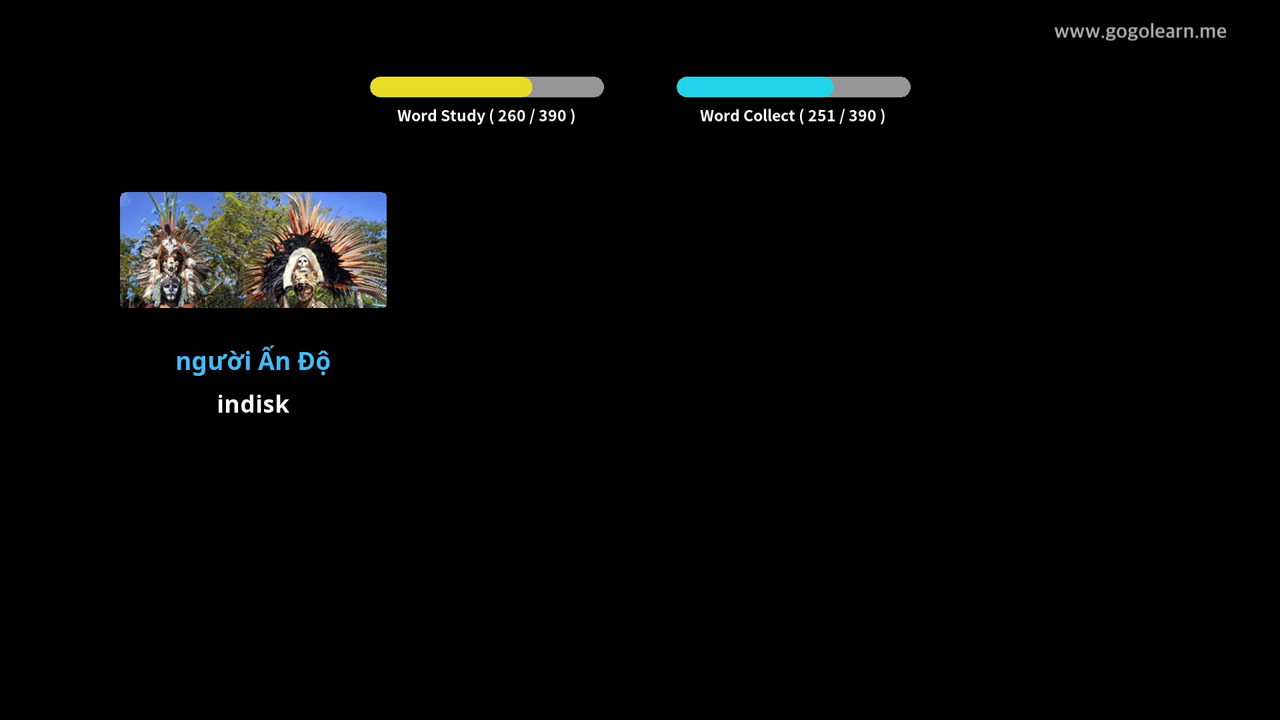 www.gogolearn.me
Word Study ( 260 / 390 )
Word Collect ( 251 / 390 )
người Ấn Độ
indisk